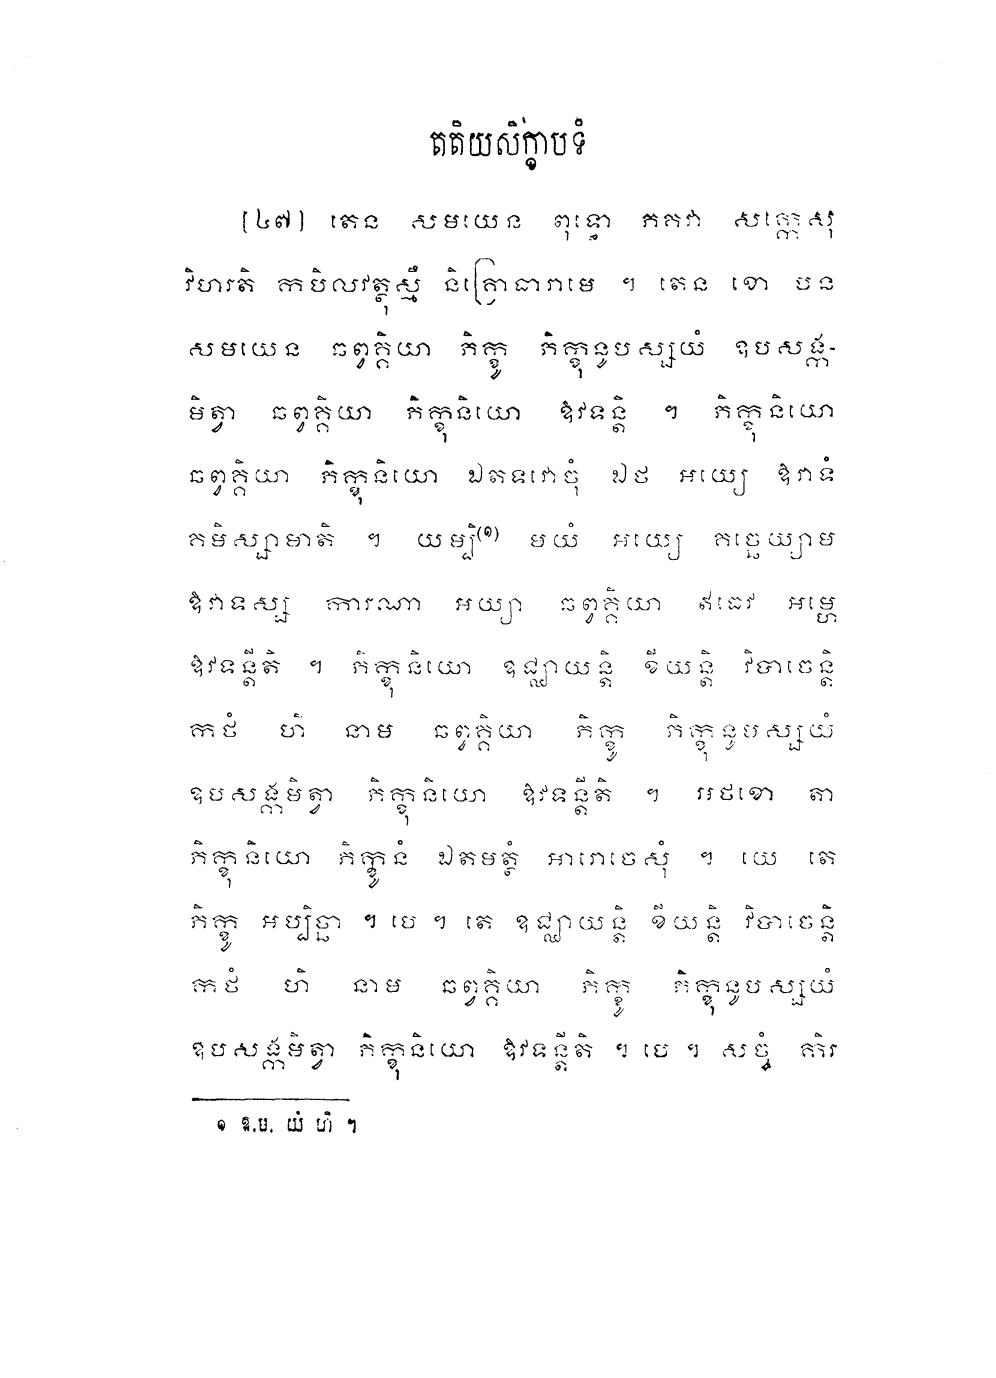 តតិយសិក្ខាបទំ
[៤៧] តេន សមយេន ពុទ្ធោ ភគវា សក្កេសុ
វិហរតិ កបិលវត្ថុស្មឹ និគ្រោធារាមេ ។ តេន ខោ បន
សមយេន ឆព្វគ្គិយា ភិក្ខូ ភិក្ខុនូបស្សយំ ឧបសង្ក-
មិត្វា ឆព្វគ្គិយា ភិក្ខុនិយោ ឱវទន្តិ ។ ភិក្ខុនិយោ
ឆព្វគ្គិយា ភិក្ខុនិយោ ឯតទវោចុំ ឯថ អយ្យេ ឱវាទំ
គមិស្សាមាតិ ។ យម្បិ(១) មយំ អយ្យេ គច្ឆេយ្យាម
ឱវាទស្ស ការណា អយ្យា ឆព្វគ្គិយា ឥធេវ អម្ហេ
ឱវទន្តីតិ ។ ភិក្ខុនិយោ ឧជ្ឈាយន្តិ ខីយន្តិ វិបាចេន្តិ
កថំ ហិ នាម ឆព្វគ្គិយា ភិក្ខូ ភិក្ខុនូបស្សយំ
ឧបសង្កមិត្វា ភិក្ខុនិយោ ឱវទន្តីតិ ។ អថខោ តា
ភិក្ខុនិយោ ភិក្ខូនំ ឯតមត្ថំ អារោចេសុំ ។ យេ តេ
ភិក្ខូ អប្បិច្ឆា ។ បេ ។ តេ ឧជ្ឈាយន្តិ ខីយន្តិ វិបាចេន្តិ
កថំ ហិ នាម ឆព្វគ្គិយា ភិក្ខូ ភិក្ខុនូបស្សយំ
ឧបសង្កមិត្វា ភិក្ខុនិយោ ឱវទន្តីតិ ។ បេ ។ សច្ចំ កិរ
១ ឱ.ម. យំ ហិ ។